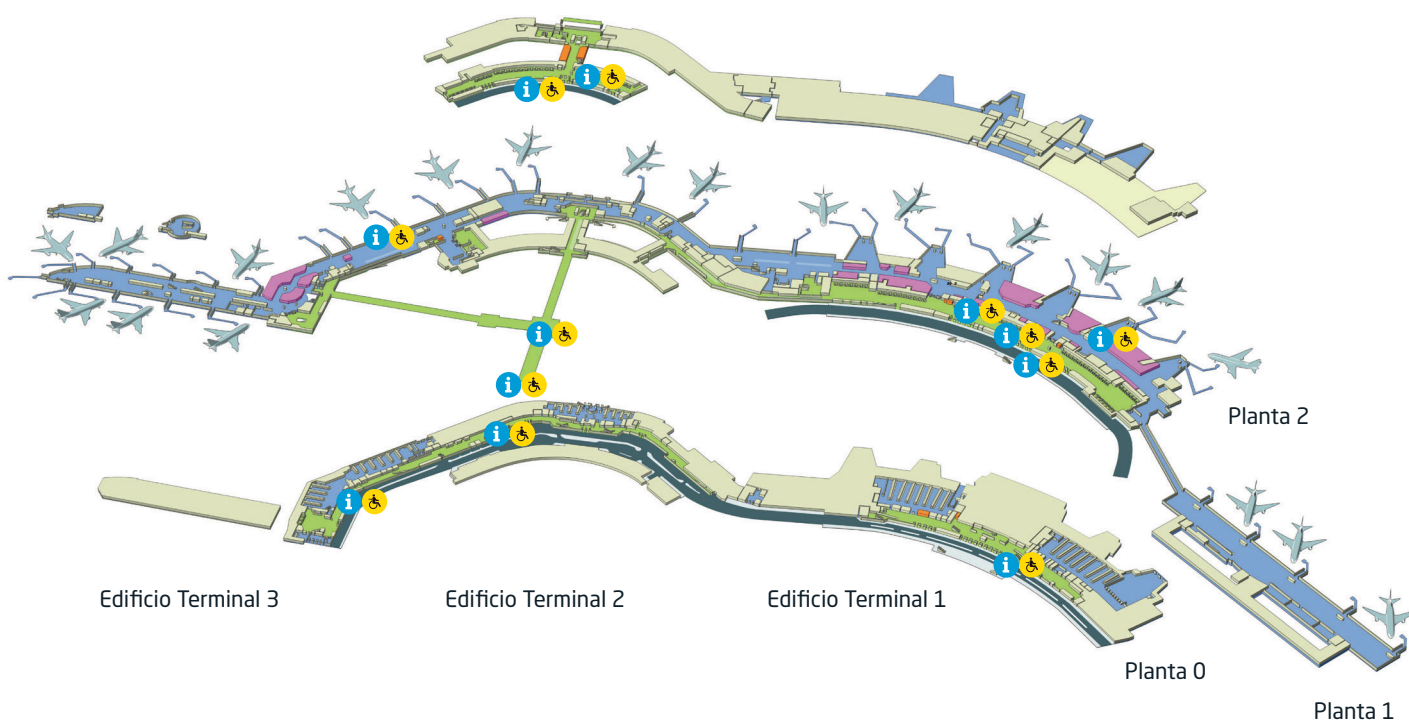 Planta 2
Edificio Terminal 3
Edificio Terminal 2
Edificio Terminal 1
Planta 0
Planta 1